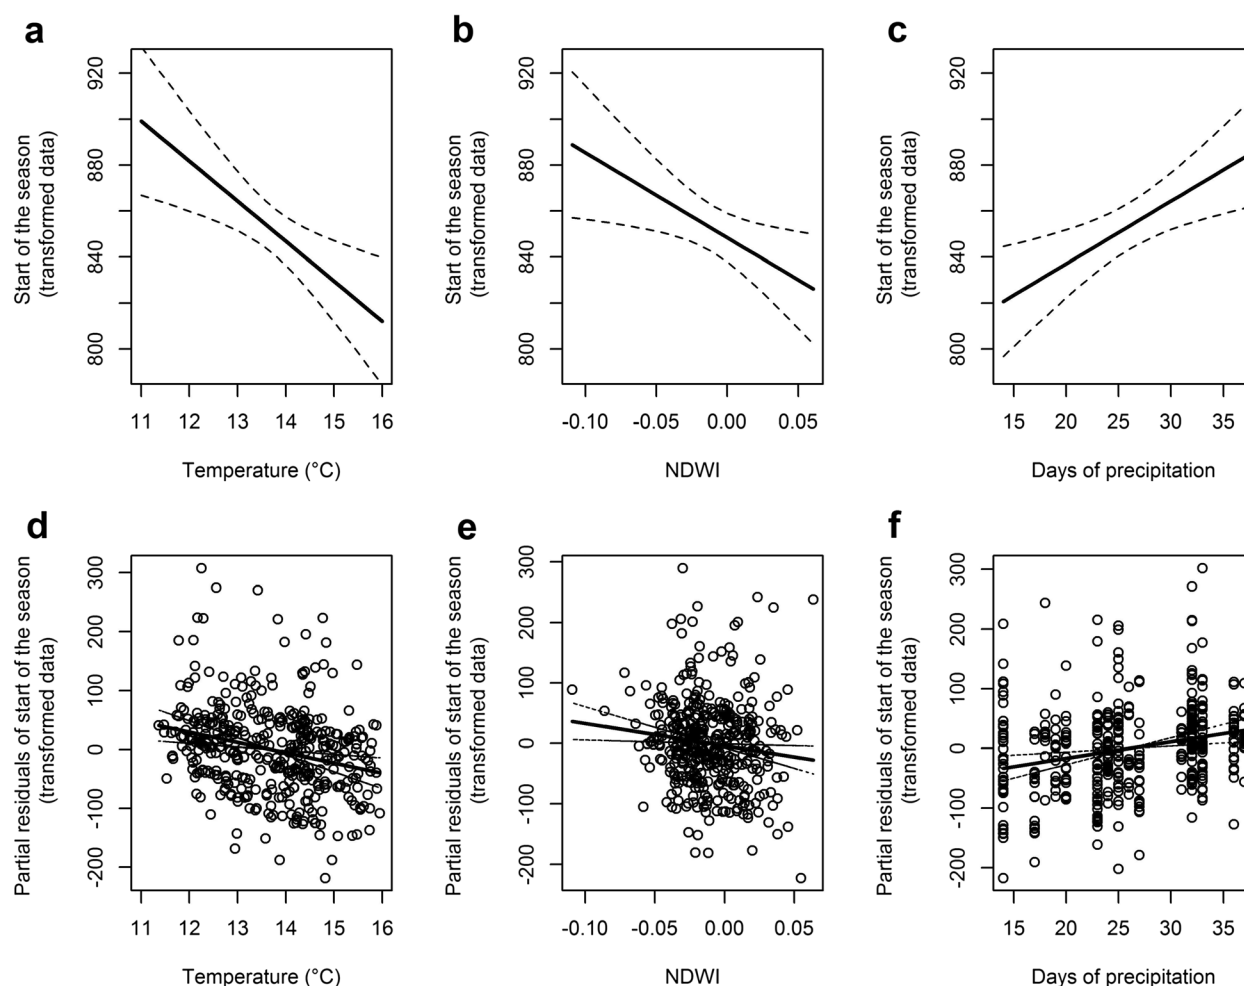 a
b
c
Start of the season
(transformed data)
800
840
880
920
11
12
13
14
15
16
Temperature (°C)
Start of the season
(transformed data)
800
840
880
920
-0.10
-0.05
0.00
0.05
NDWI
Start of the season
(transformed data)
800
840
880
920
15
20
25
30
35
Days of precipitation
d
e
f
Partial residuals of start of the season
(transformed data)
-200
-100
0
100
200
300
11
12
13
14
15
16
Temperature (°C)
Partial residuals of start of the season
(transformed data)
-200
-100
0
100
200
300
-0.10
-0.05
0.00
0.05
NDWI
Partial residuals of start of the season
(transformed data)
-200
-100
0
100
200
300
15
20
25
30
35
Days of precipitation